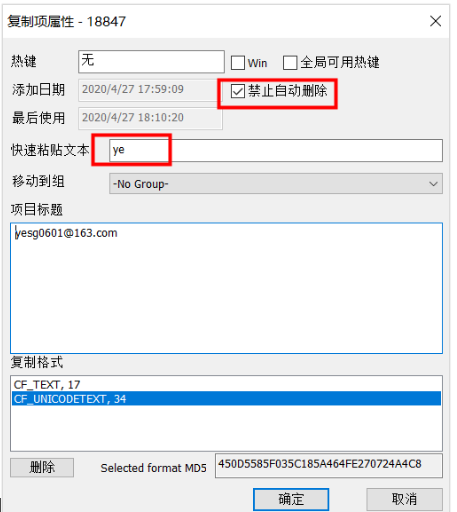 复制项属性 - 18847
热键 无 Win 全局可用热键
添加日期 2020/4/27 17:59:09 禁止自动删除
最后使用 2020/4/27 18:10:20
快速粘贴文本 ye
移动到组 -No Group-
项目标题
yesg0601@163.com
复制格式
CF_TEXT, 17
CF_UNICODETEXT, 34
删除 Selected format MD5 450D5585F035C185A464FE270724A4C8
确定 取消